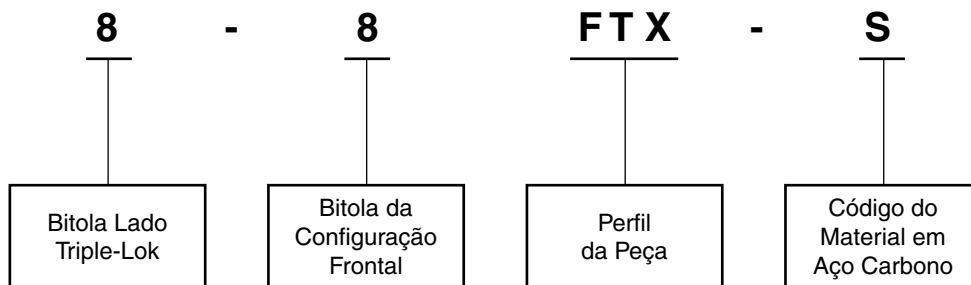 8 - 8 FTX - S
Bitola Lado
Triple-Lok
Bitola da
Configuração
Frontal
Perfil
da Peça
Código do
Material em
Aço Carbono